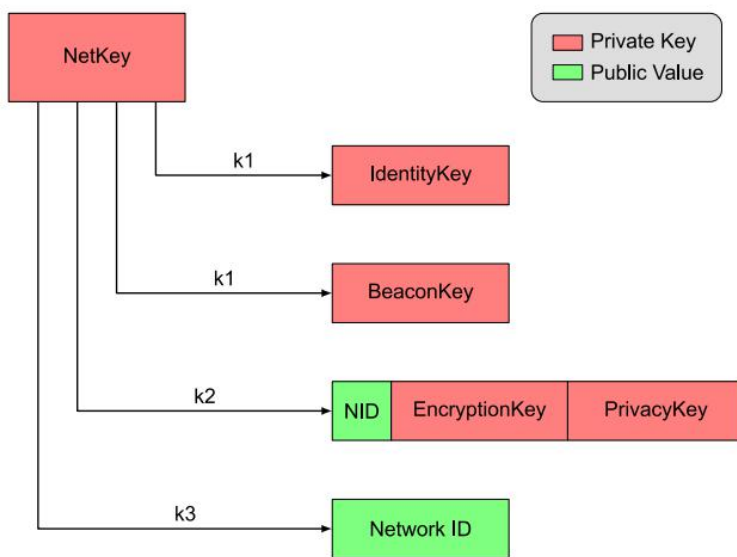 NetKey
Private Key
Public Value
k1
IdentityKey
k1
BeaconKey
k2
NID
EncryptionKey
PrivacyKey
k3
Network ID